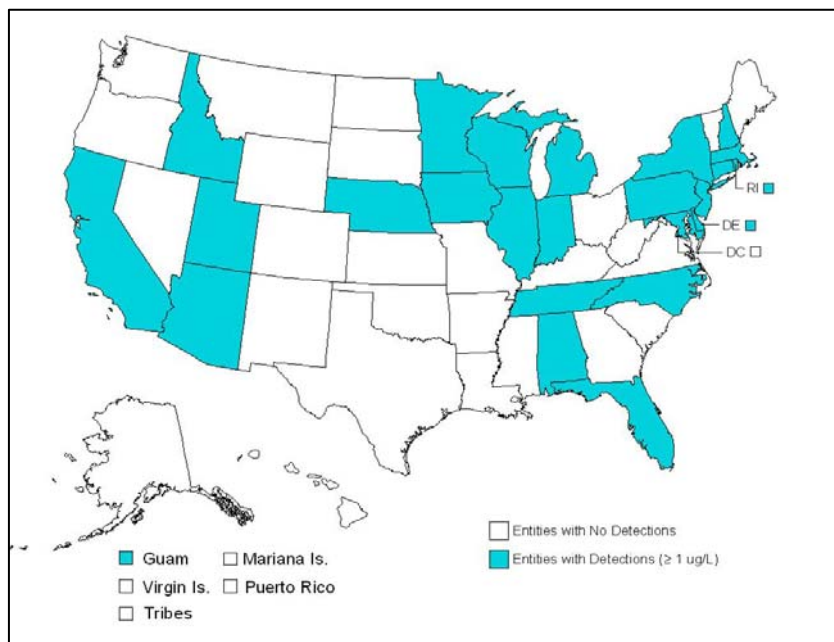 RI
DE
DC
Entities with No Detections
Entities with Detections (≥ 1 ug/L)
Guam
Mariana Is.
Virgin Is.
Puerto Rico
Tribes